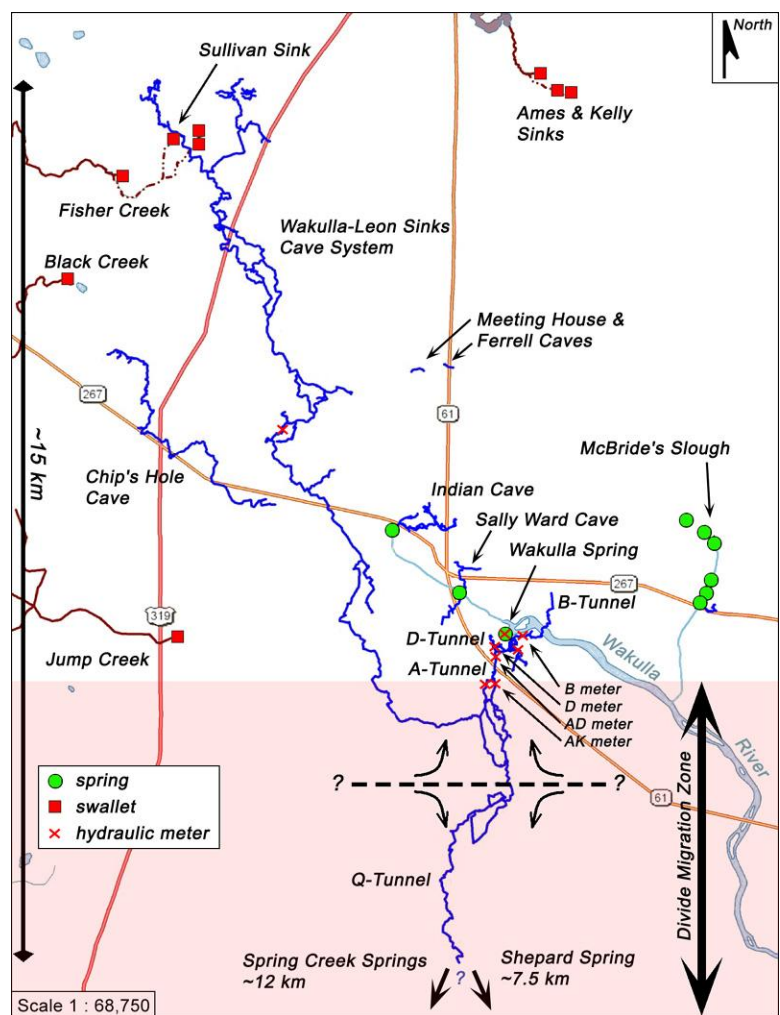 North
Sullivan Sink
Ames & Kelly
Sinks
Fisher Creek
Wakulla-Leon Sinks
Cave System
Black Creek
Meeting House &
Ferrell Caves
267
61
~15 km
McBride's Slough
Chip's Hole
Cave
Indian Cave
Sally Ward Cave
Wakulla Spring
267
B-Tunnel
319
D-Tunnel
Wakulla
Jump Creek
A-Tunnel
B meter
D meter
AD meter
AK meter
River
spring
swallet
hydraulic meter
?
?
61
Divide Migration Zone
Q-Tunnel
Spring Creek Springs
~12 km
?
Shepard Spring
~7.5 km
Scale 1 : 68,750